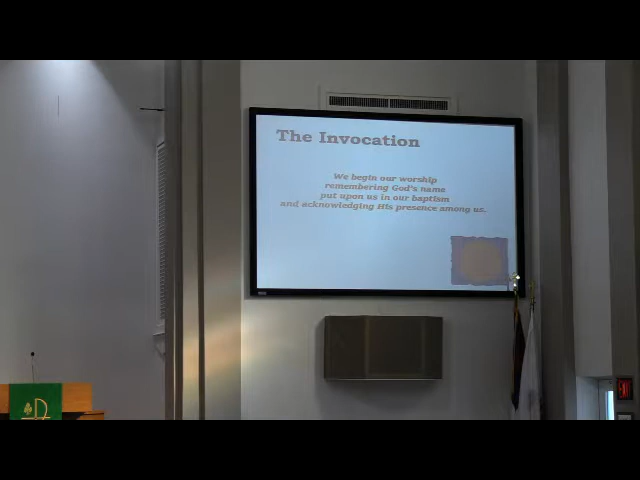 The Invocation
We begin our worship
remembering God's name
put upon us in our baptism
and acknowledging His presence among us.